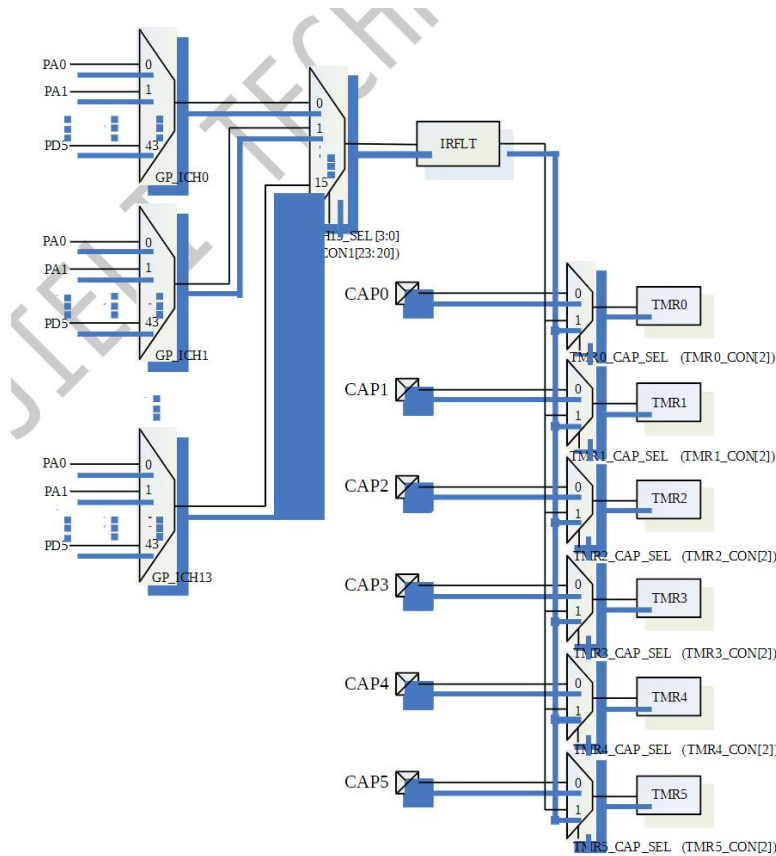 JIELI TECH
PA0
0
PA1
1
PD5
43
GP_ICH0
0
1
15
IRFLT
PA0
0
PA1
1
PD5
43
GP_ICH1
_SEL [3:0]
CON1[23:20])
CAP0
0
1
TMR0
TMR0_CAP_SEL (TMR0_CON[2])
CAP1
0
1
TMR1
TMR1_CAP_SEL (TMR1_CON[2])
PA0
0
PA1
1
PD5
43
GP_ICH13
CAP2
0
1
TMR2
TMR2_CAP_SEL (TMR2_CON[2])
CAP3
0
1
TMR3
TMR3_CAP_SEL (TMR3_CON[2])
CAP4
0
1
TMR4
TMR4_CAP_SEL (TMR4_CON[2])
CAP5
0
1
TMR5
TMR5_CAP_SEL (TMR5_CON[2])